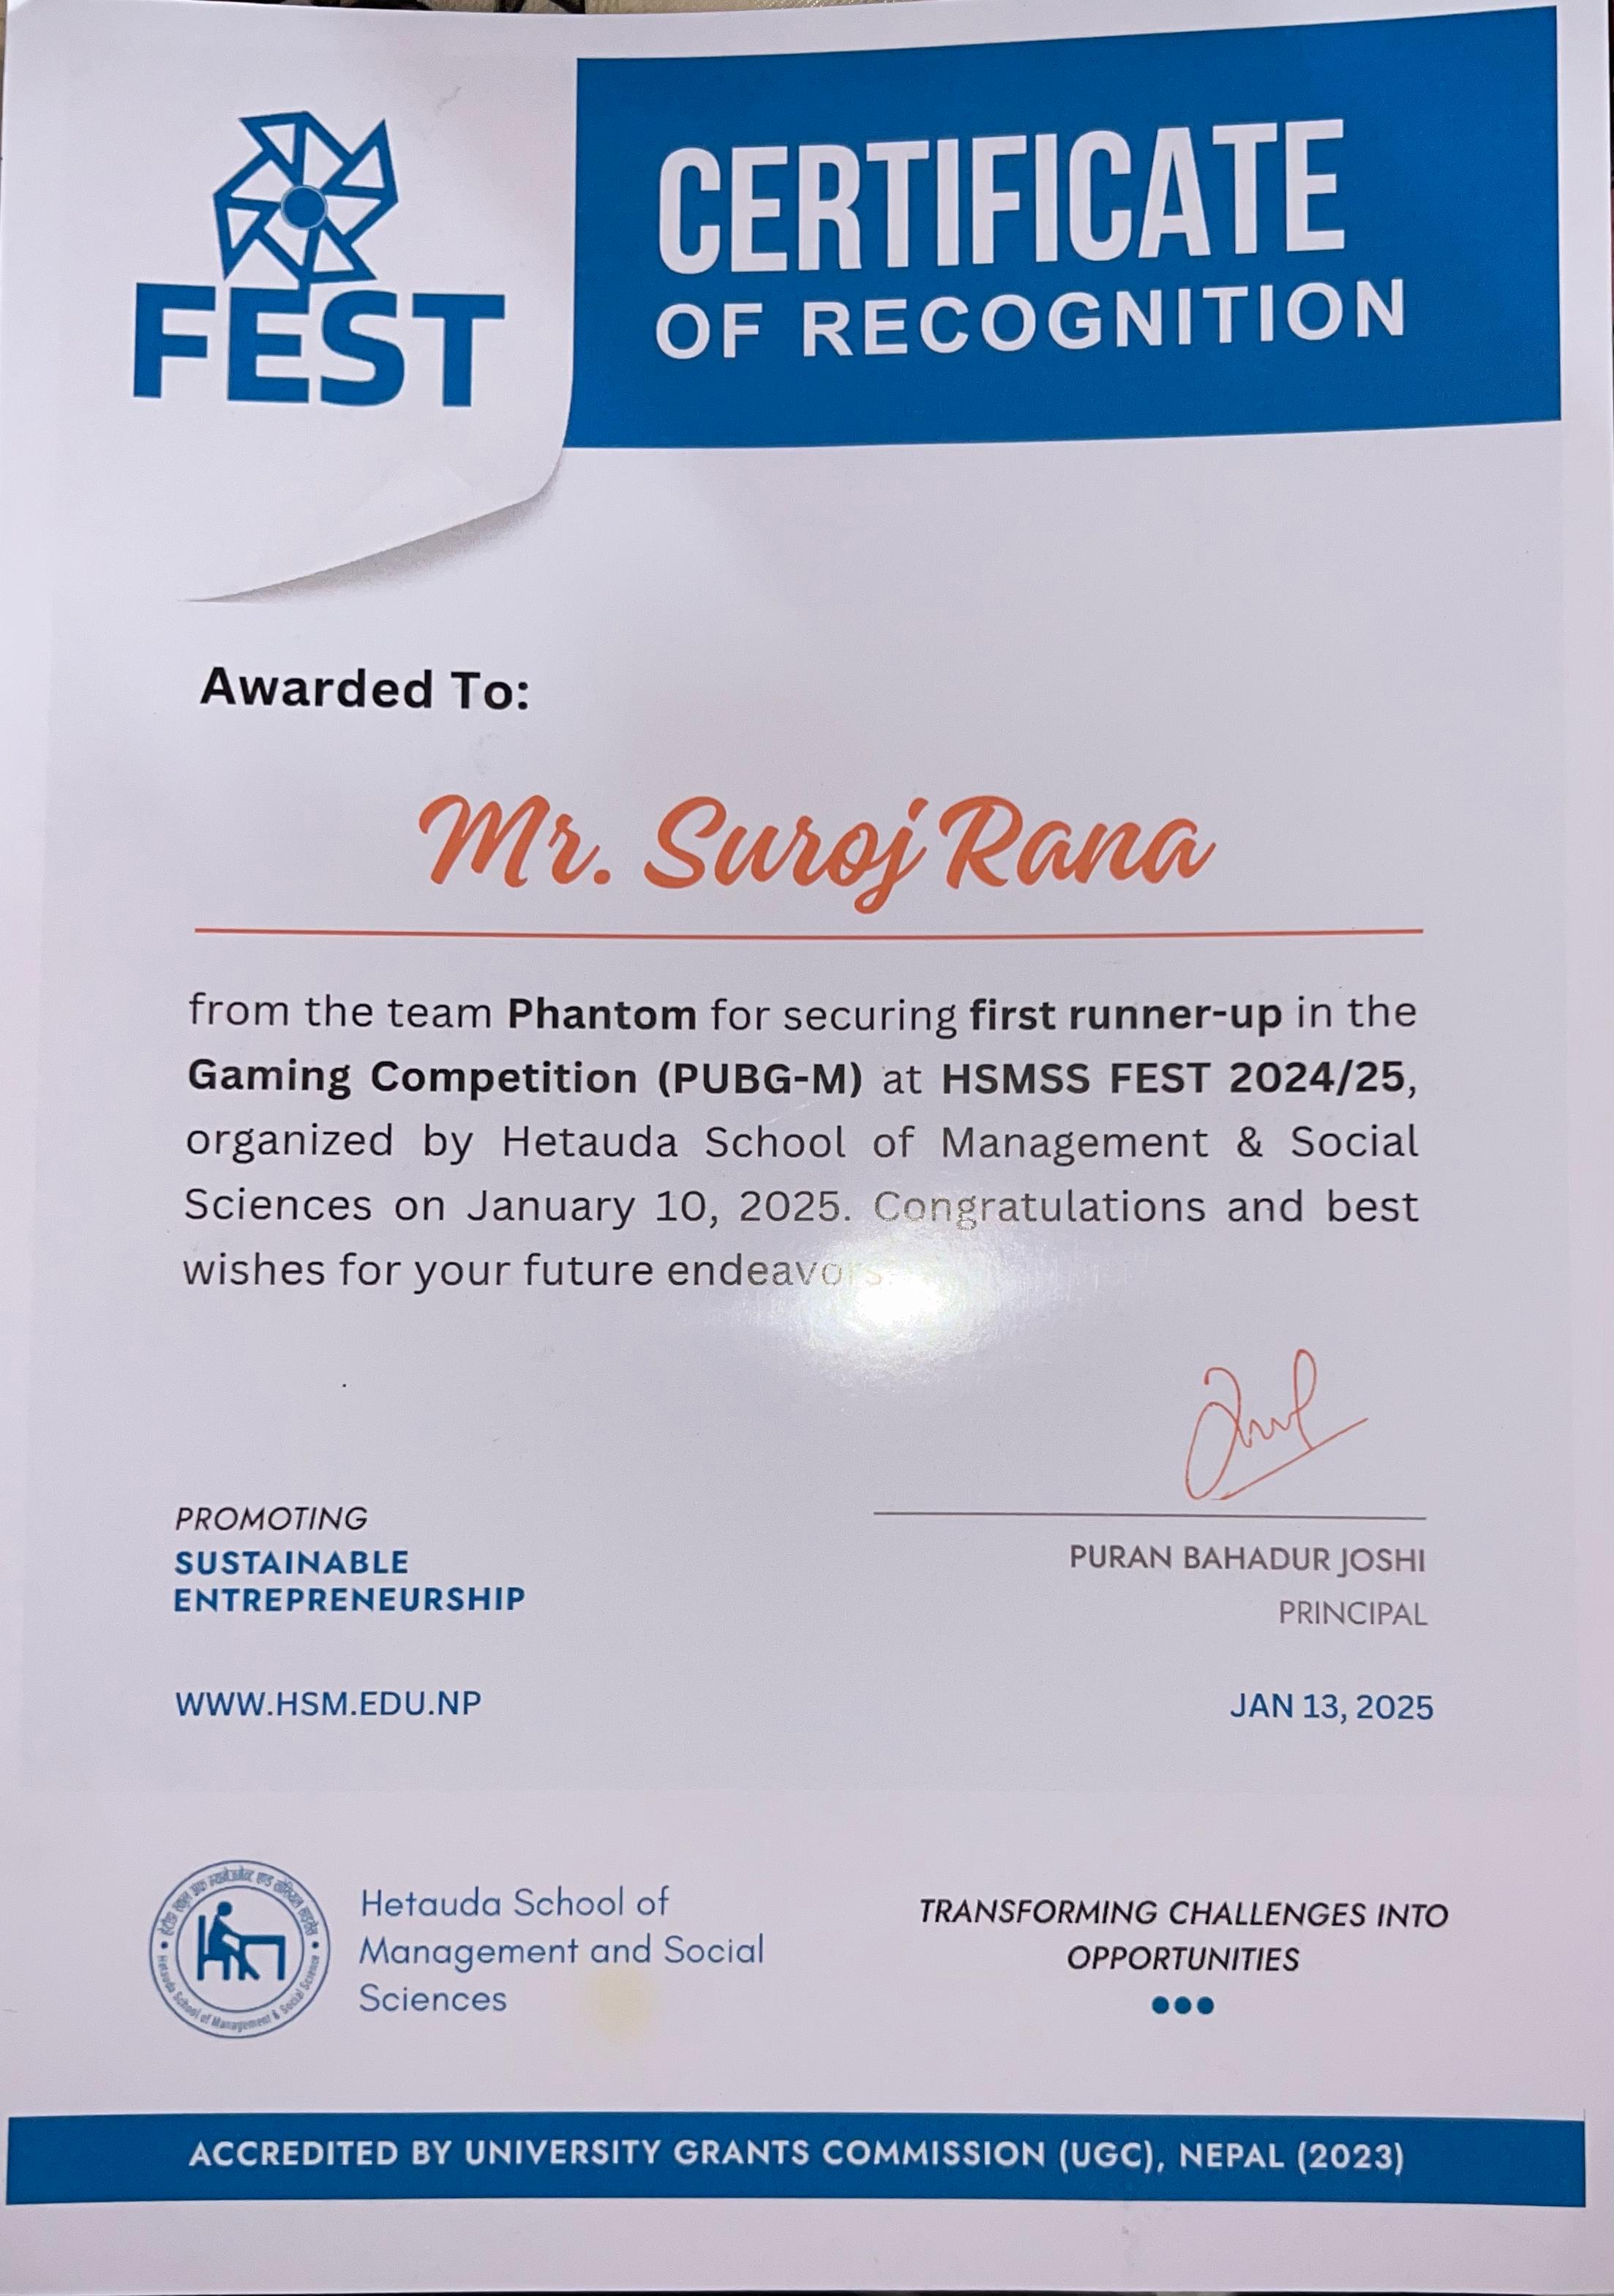 FEST
CERTIFICATE
OF RECOGNITION
Awarded To:
Mr. Suroj Rana
from the team Phantom for securing first runner-up in the
Gaming Competition (PUBG-M) at HSMSS FEST 2024/25,
organized by Hetauda School of Management & Social
Sciences on January 10, 2025. Congratulations and best
wishes for your future endeavors.
PROMOTING
SUSTAINABLE
ENTREPRENEURSHIP
PURAN BAHADUR JOSHI
PRINCIPAL
WWW.HSM.EDU.NP
JAN 13, 2025
Hetauda School of Management & Social Science
Hetauda School of
Management and Social
Sciences
TRANSFORMING CHALLENGES INTO
OPPORTUNITIES
ACCREDITED BY UNIVERSITY GRANTS COMMISSION (UGC), NEPAL (2023)